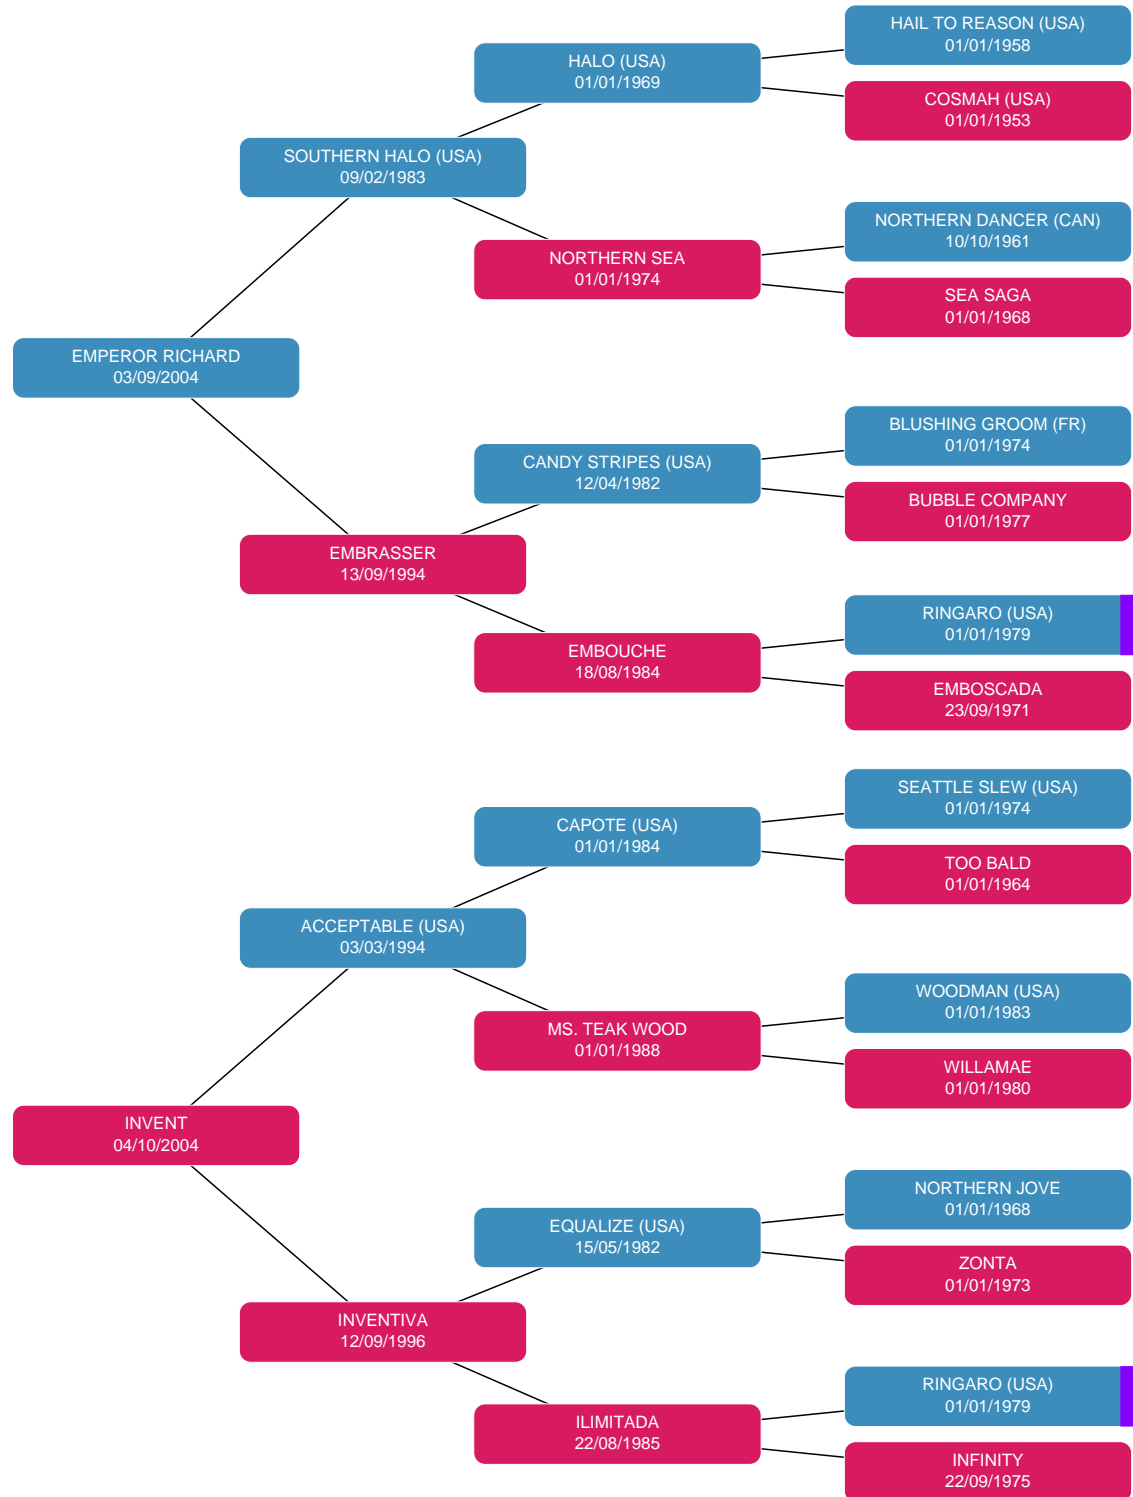 HAIL TO REASON (USA)
01/01/1958
HALO (USA)
01/01/1969
COSMAH (USA)
01/01/1953
SOUTHERN HALO (USA)
09/02/1983
NORTHERN DANCER (CAN)
10/10/1961
NORTHERN SEA
01/01/1974
SEA SAGA
01/01/1968
EMPEROR RICHARD
03/09/2004
BLUSHING GROOM (FR)
01/01/1974
CANDY STRIPES (USA)
12/04/1982
BUBBLE COMPANY
01/01/1977
EMBRASSER
13/09/1994
RINGARO (USA)
01/01/1979
EMBOUCHE
18/08/1984
EMBOSCADA
23/09/1971
SEATTLE SLEW (USA)
01/01/1974
CAPOTE (USA)
01/01/1984
TOO BALD
01/01/1964
ACCEPTABLE (USA)
03/03/1994
WOODMAN (USA)
01/01/1983
MS. TEAK WOOD
01/01/1988
WILLAMAE
01/01/1980
INVENT
04/10/2004
NORTHERN JOVE
01/01/1968
EQUALIZE (USA)
15/05/1982
ZONTA
01/01/1973
INVENTIVA
12/09/1996
RINGARO (USA)
01/01/1979
ILIMITADA
22/08/1985
INFINITY
22/09/1975